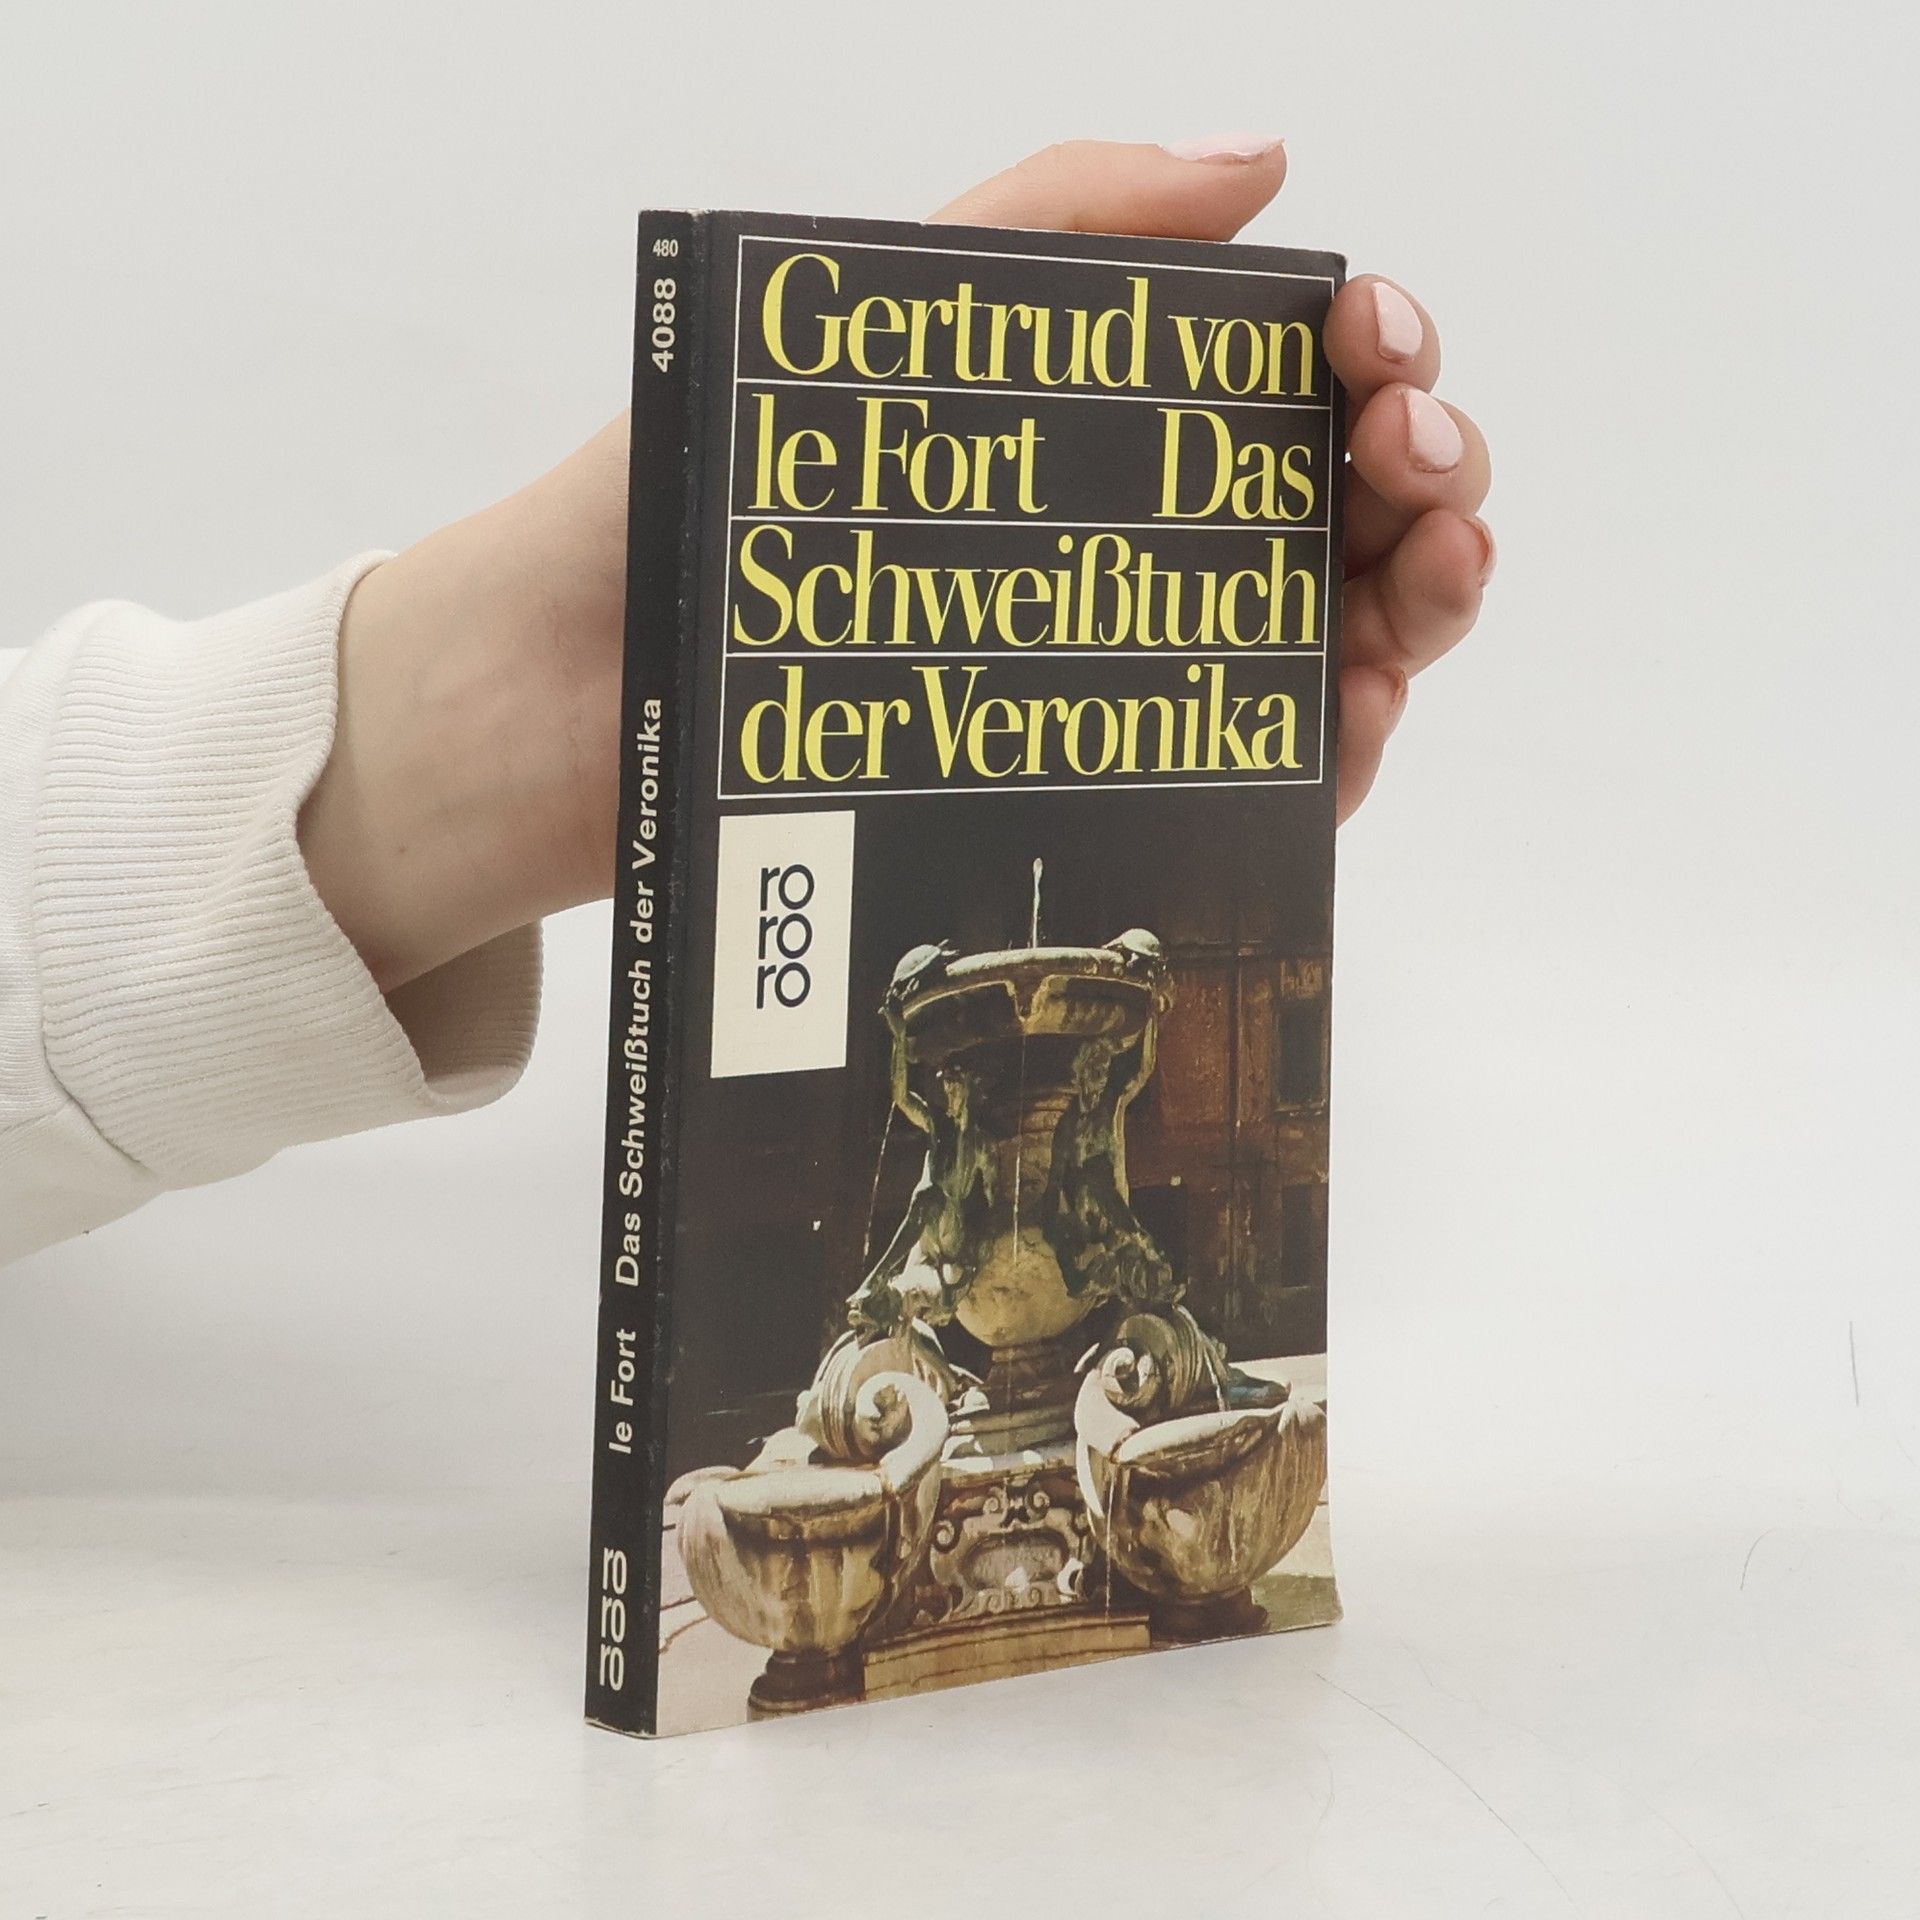 480
4088
le Fort Das Schweißtuch der Veronika
ro
ro
ro
Gertrud von
le Fort Das
Schweißtuch
der Veronika
ro
ro
ro